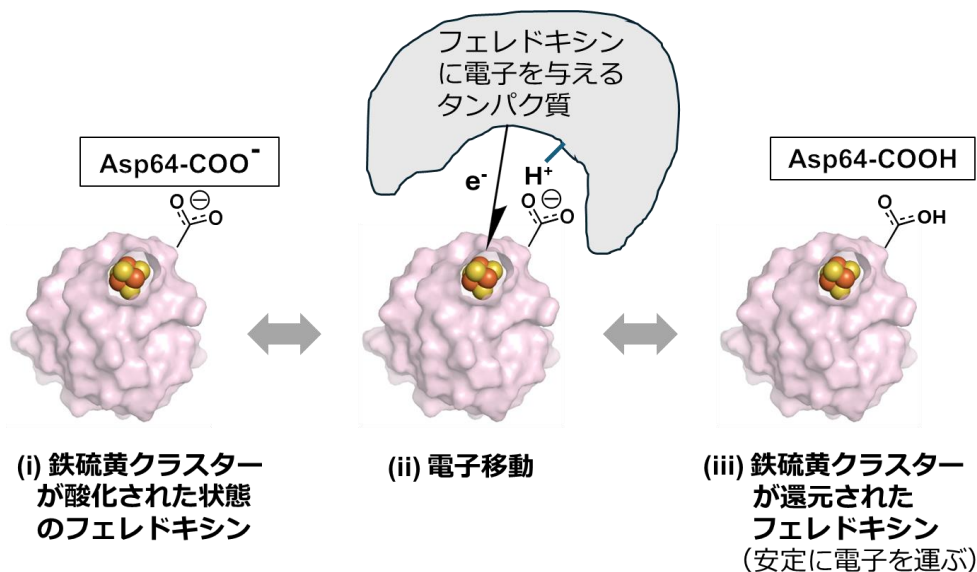 フェレドキシン
に電子を与える
タンパク質
Asp64-COO⁻
O
⊖
O
e⁻
H⁺
O
⊖
O
Asp64-COOH
O
OH
(i) 鉄硫黄クラスター
が酸化された状態
のフェレドキシン
(ii) 電子移動
(iii) 鉄硫黄クラスター
が還元された
フェレドキシン
（安定に電子を運ぶ）